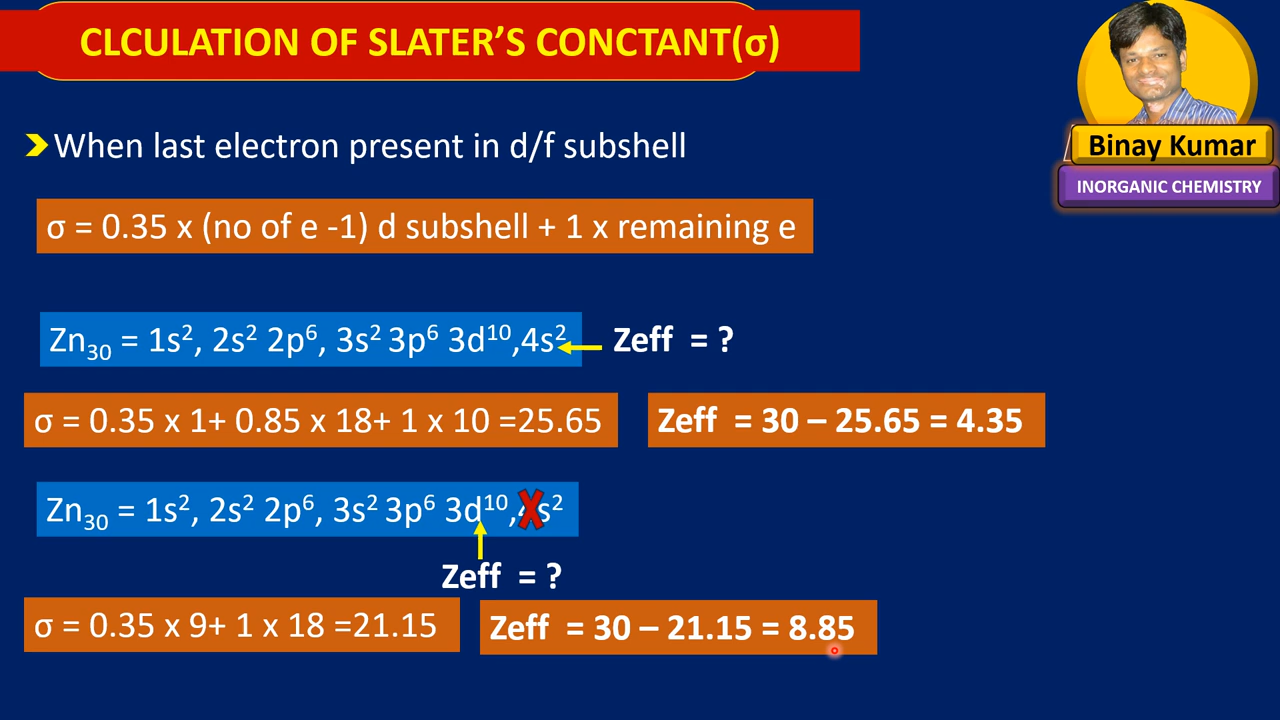 CLCULATION OF SLATER’S CONCTANT(σ)
Binay Kumar
INORGANIC CHEMISTRY
When last electron present in d/f subshell
σ = 0.35 x (no of e -1) d subshell + 1 x remaining e
Zn₃₀ = 1s², 2s² 2p⁶, 3s² 3p⁶ 3d¹⁰,4s² Zeff = ?
σ = 0.35 x 1+ 0.85 x 18+ 1 x 10 =25.65 Zeff = 30 – 25.65 = 4.35
Zn₃₀ = 1s², 2s² 2p⁶, 3s² 3p⁶ 3d¹⁰,4s²
Zeff = ?
σ = 0.35 x 9+ 1 x 18 =21.15 Zeff = 30 – 21.15 = 8.85